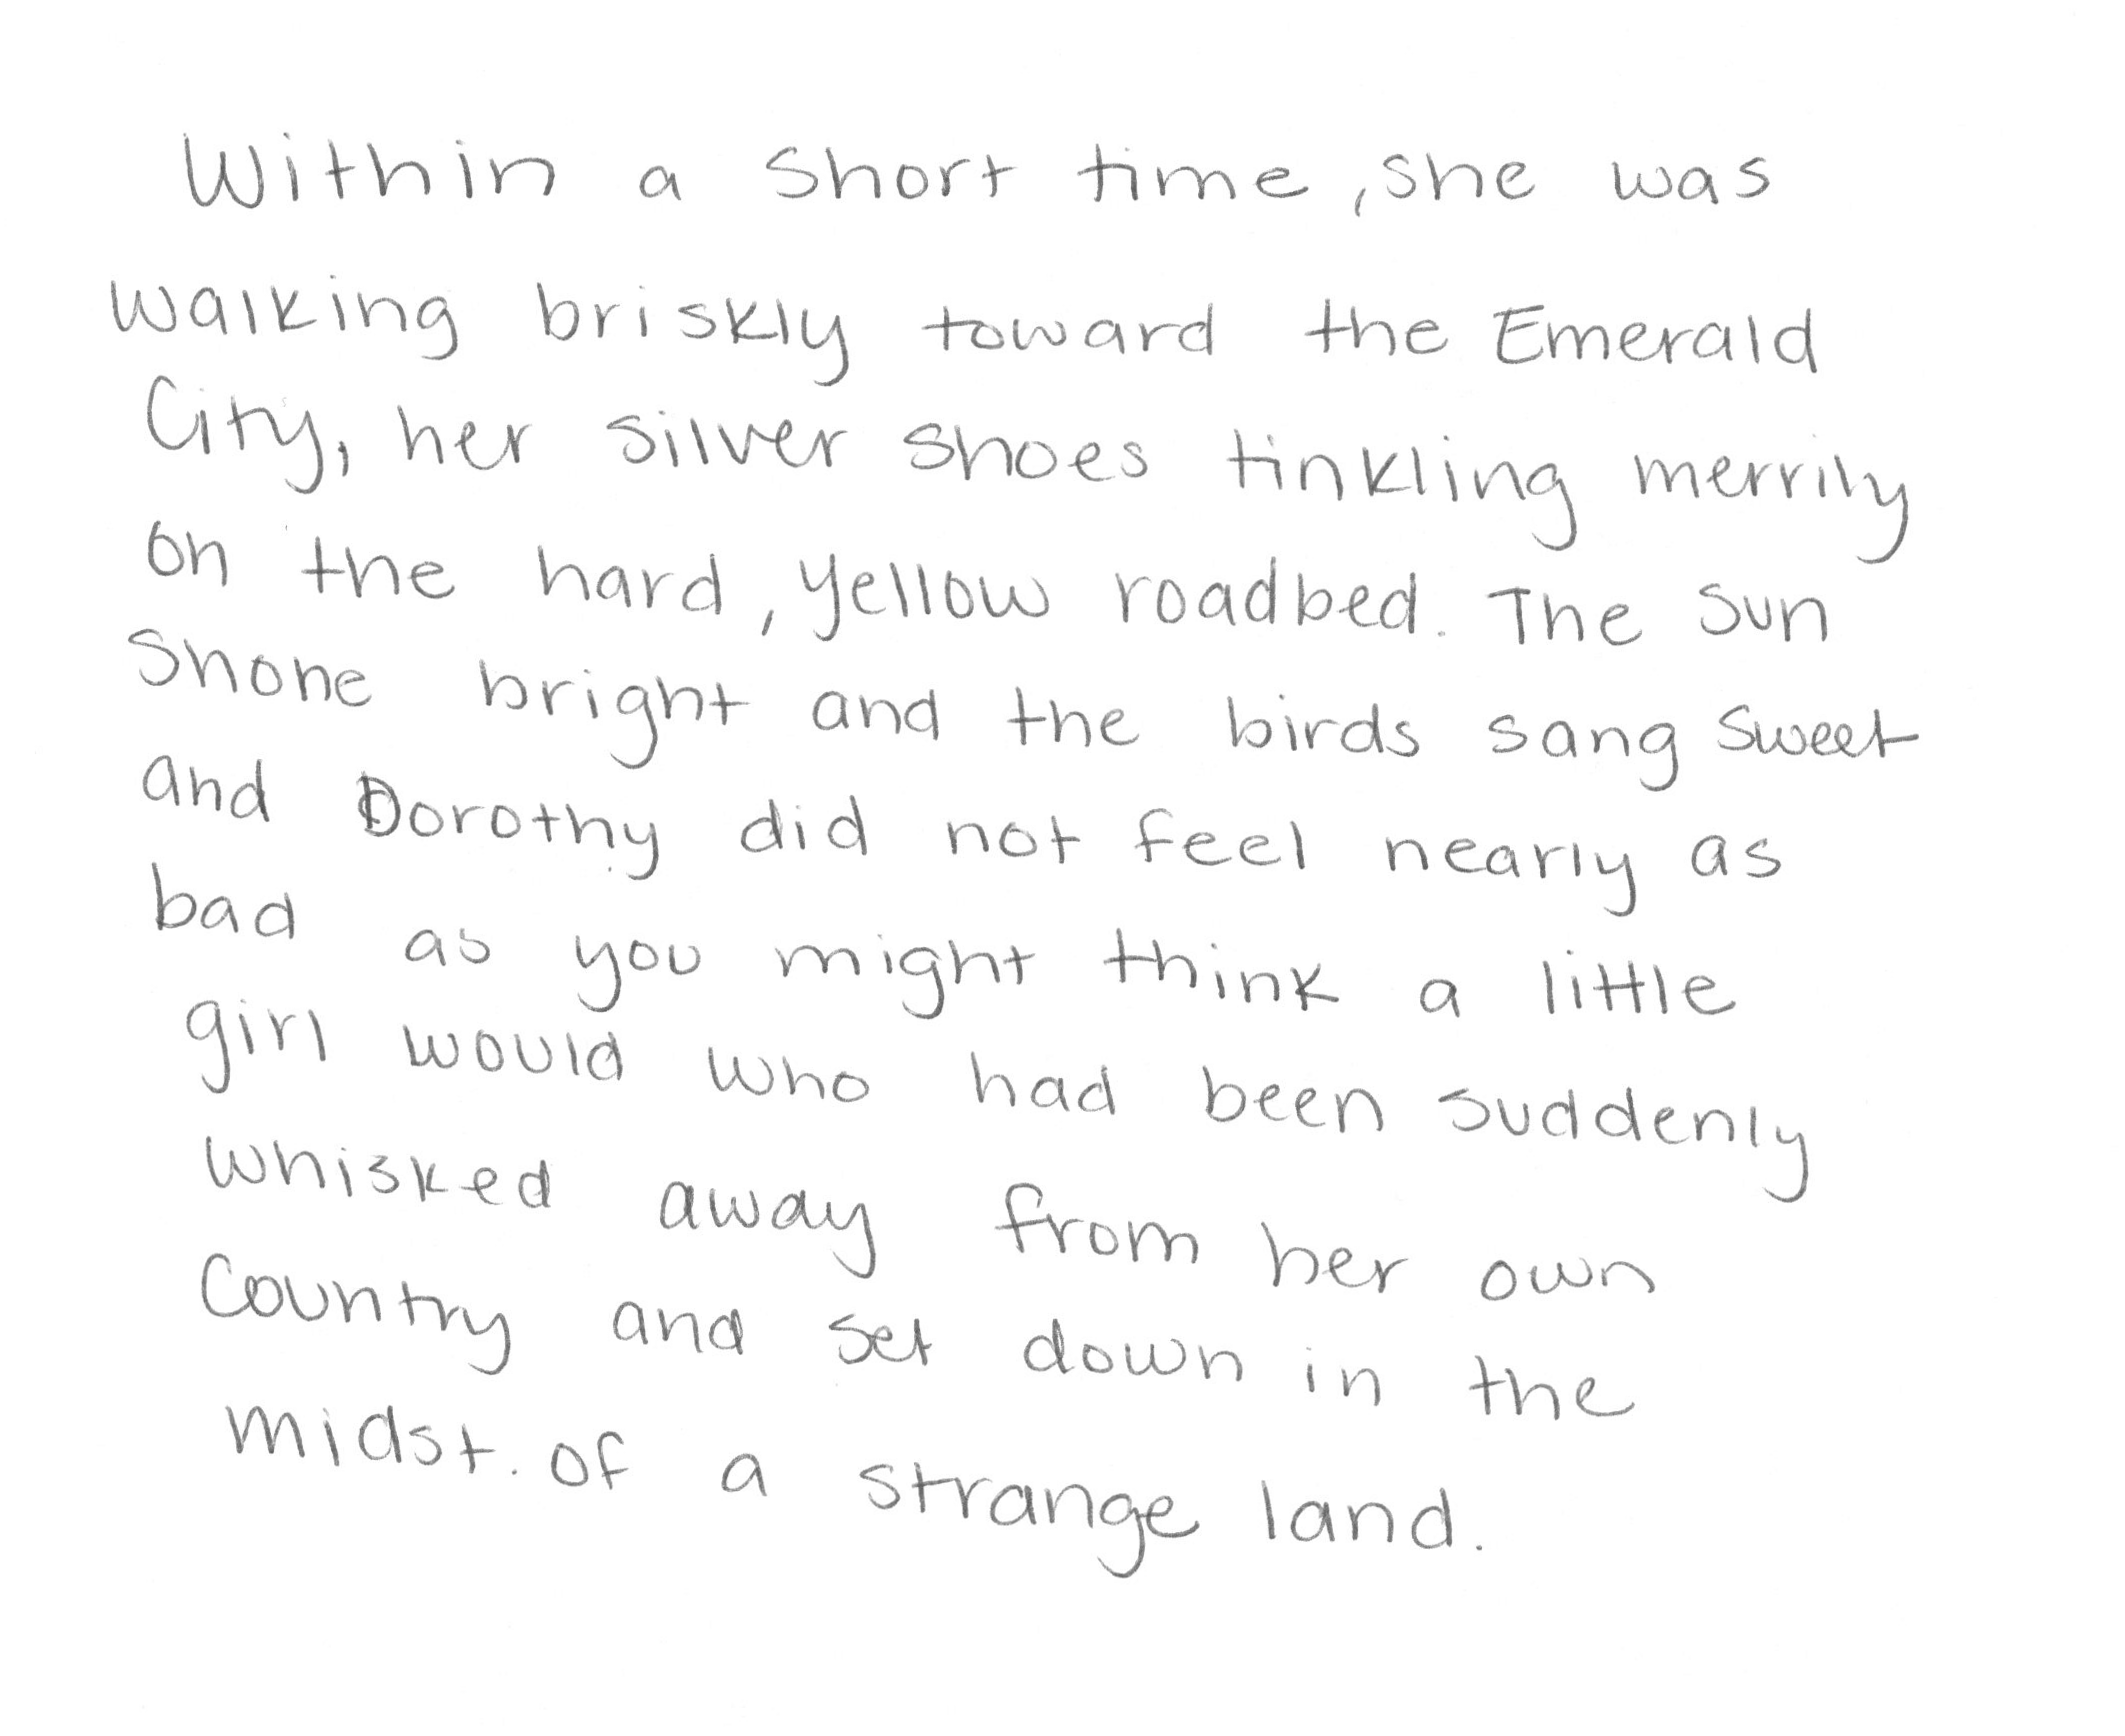 Within a short time, she was
walking briskly toward the Emerald
City, her silver shoes tinkling merrily
on the hard, yellow roadbed. The sun
shone bright and the birds sang sweet
and Dorothy did not feel nearly as
bad as you might think a little
girl would who had been suddenly
whisked away from her own
country and set down in the
midst. of a strange land.